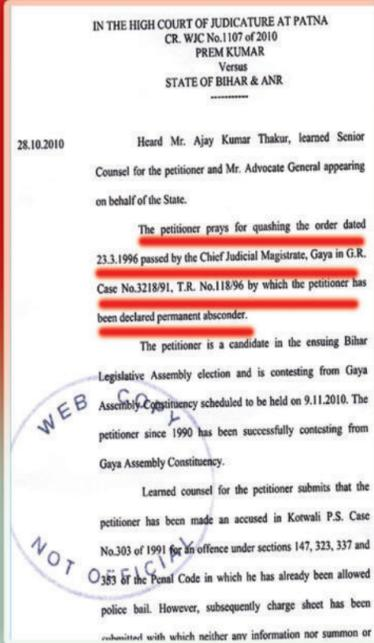 IN THE HIGH COURT OF JUDICATURE AT PATNA
CR. WJC No.1107 of 2010
PREM KUMAR
Versus
STATE OF BIHAR & ANR
-----------
28.10.2010 Heard Mr. Ajay Kumar Thakur, learned Senior
Counsel for the petitioner and Mr. Advocate General appearing
on behalf of the State.
The petitioner prays for quashing the order dated
23.3.1996 passed by the Chief Judicial Magistrate, Gaya in G.R.
Case No.3218/91, T.R. No.118/96 by which the petitioner has
been declared permanent absconder.
The petitioner is a candidate in the ensuing Bihar
Legislative Assembly election and is contesting from Gaya
Assembly Constituency scheduled to be held on 9.11.2010. The
petitioner since 1990 has been successfully contesting from
Gaya Assembly Constituency.
Learned counsel for the petitioner submits that the
petitioner has been made an accused in Kotwali P.S. Case
No.303 of 1991 for an offence under sections 147, 323, 337 and
353 of the Penal Code in which he has already been allowed
police bail. However, subsequently charge sheet has been
submitted with which neither any information nor summon or
WEB COPY
NOT OFFICIAL